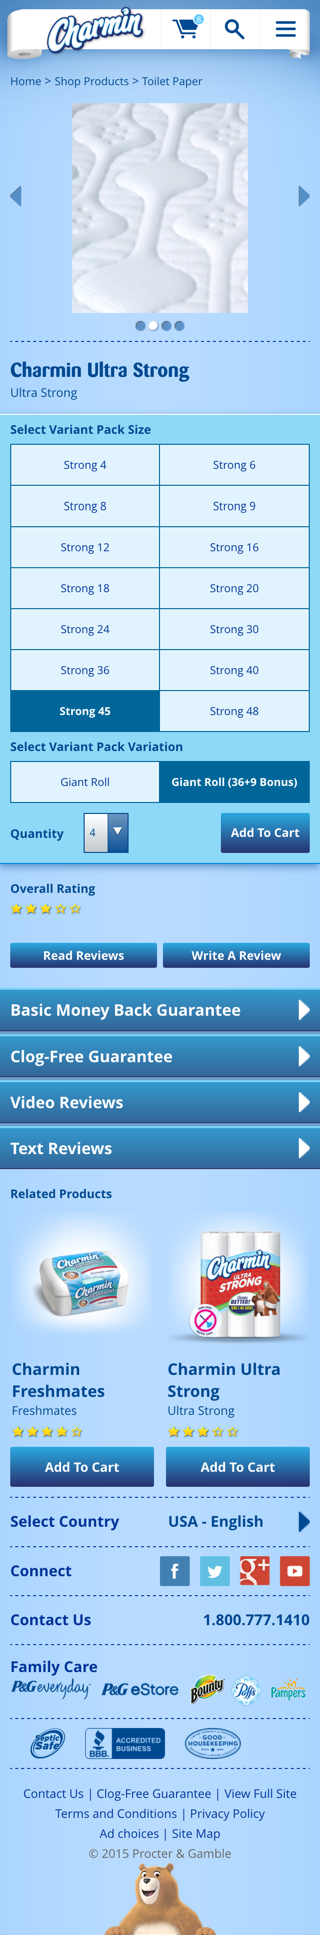 Charmin
8
Home > Shop Products > Toilet Paper
Charmin Ultra Strong
Ultra Strong
Select Variant Pack Size
Strong 4
Strong 6
Strong 8
Strong 9
Strong 12
Strong 16
Strong 18
Strong 20
Strong 24
Strong 30
Strong 36
Strong 40
Strong 45
Strong 48
Select Variant Pack Variation
Giant Roll
Giant Roll (36+9 Bonus)
Quantity
4
Add To Cart
Overall Rating
Read Reviews
Write A Review
Basic Money Back Guarantee
Clog-Free Guarantee
Video Reviews
Text Reviews
Related Products
Charmin
Charmin
Charmin
ULTRA
STRONG
Charmin
Freshmates
Freshmates
Charmin Ultra
Strong
Ultra Strong
Add To Cart
Add To Cart
Select Country
USA - English
Connect
f
g+
Contact Us
1.800.777.1410
Family Care
P&G everyday
P&G eStore
Bounty
Puffs
Pampers
Septic
Safe
BBB.
ACCREDITED
BUSINESS
GOOD
HOUSEKEEPING
Contact Us | Clog-Free Guarantee | View Full Site
Terms and Conditions | Privacy Policy
Ad choices | Site Map
© 2015 Procter & Gamble